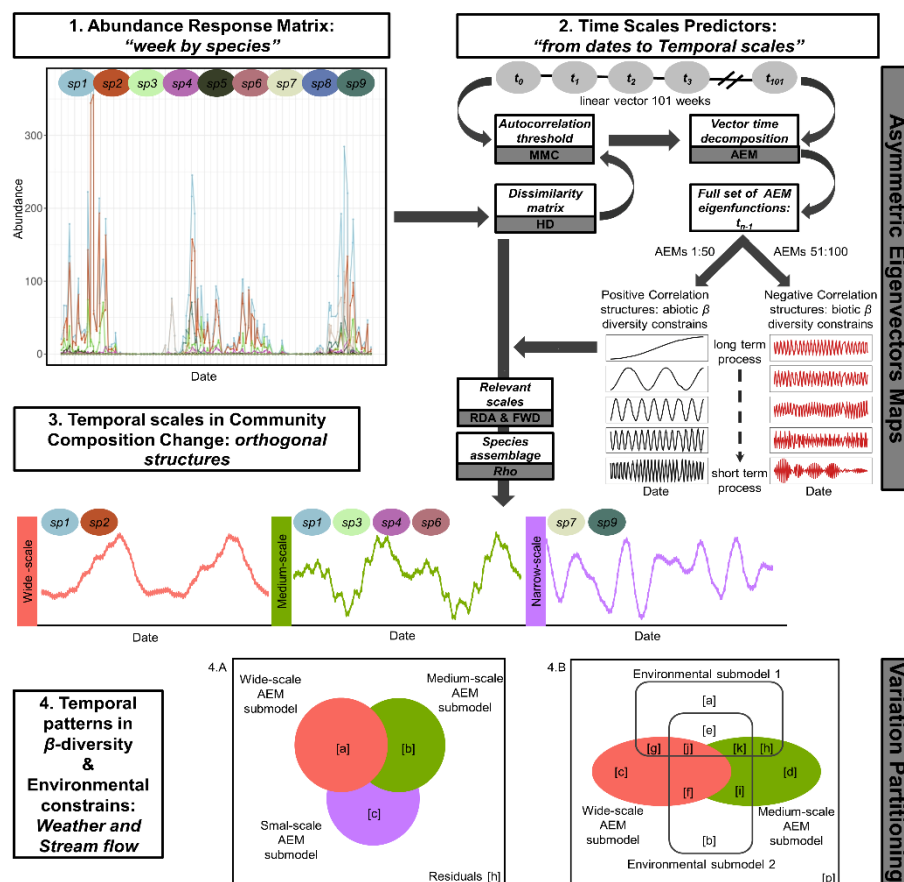 1. Abundance Response Matrix:
“week by species”
sp1 sp2 sp3 sp4 sp5 sp6 sp7 sp8 sp9
300
200
100
0
Abundance
Date
2. Time Scales Predictors:
“from dates to Temporal scales”
t0 t1 t2 t3 t101
linear vector 101 weeks
Autocorrelation
threshold
MMC
Vector time
decomposition
AEM
Dissimilarity
matrix
HD
Full set of AEM
eigenfunctions:
tn-1
AEMs 1:50
AEMs 51:100
Positive Correlation
structures: abiotic β
diversity constrains
Negative Correlation
structures: biotic β
diversity constrains
long term
process
short term
process
Date
Date
Asymmetric Eigenvectors Maps
Relevant
scales
RDA & FWD
Species
assemblage
Rho
3. Temporal scales in Community
Composition Change: orthogonal
structures
Wide -scale
sp1 sp2
Date
Medium-scale
sp1 sp3 sp4 sp6
Date
Narrow-scale
sp7 sp9
Date
4. Temporal
patterns in
β-diversity
&
Environmental
constrains:
Weather and
Stream flow
4.A
Wide-scale
AEM
submodel
Medium-scale
AEM
submodel
[a]
[b]
[c]
Smal-scale
AEM
submodel
Residuals [h]
4.B
Environmental submodel 1
[a]
[e]
[g] [j] [k] [h]
[c]
[d]
[f] [i]
Wide-scale
AEM
submodel
Medium-scale
AEM
submodel
[b]
Environmental submodel 2
[p]
Variation Partitioning